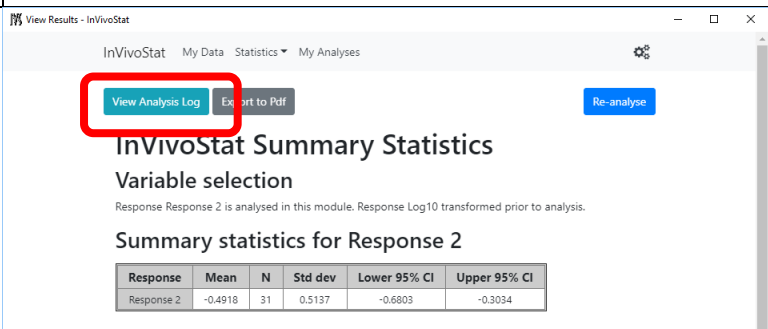 View Results - InVivoStat
InVivoStat My Data Statistics My Analyses
View Analysis Log Export to Pdf Re-analyse
InVivoStat Summary Statistics
Variable selection
Response Response 2 is analysed in this module. Response Log10 transformed prior to analysis.
Summary statistics for Response 2
Response Mean N Std dev Lower 95% CI Upper 95% CI
Response 2 -0.4918 31 0.5137 -0.6803 -0.3034